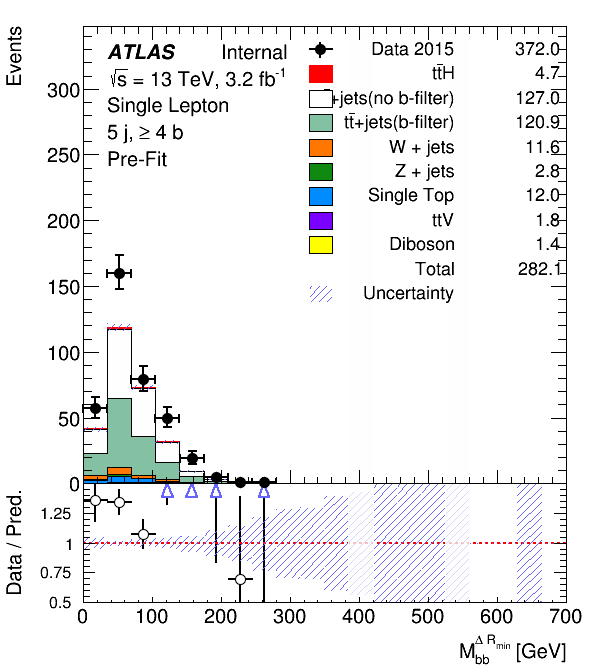 Events
ATLAS Internal
√s = 13 TeV, 3.2 fb⁻¹
Single Lepton
5 j, ≥ 4 b
Pre-Fit
Data 2015 372.0
tt̄H 4.7
+jets(no b-filter) 127.0
tt̄+jets(b-filter) 120.9
W + jets 11.6
Z + jets 2.8
Single Top 12.0
ttV 1.8
Diboson 1.4
Total 282.1
Uncertainty
300
250
200
150
100
50
0
Data / Pred.
1.25
1
0.75
0.5
0 100 200 300 400 500 600 700
M_bb^ΔR_min [GeV]